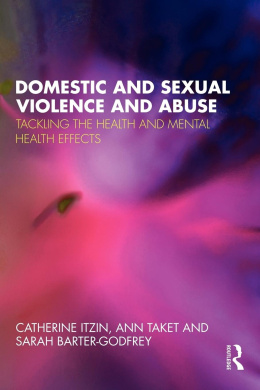 DOMESTIC AND SEXUAL
VIOLENCE AND ABUSE
TACKLING THE HEALTH AND MENTAL
HEALTH EFFECTS
CATHERINE ITZIN, ANN TAKET AND
SARAH BARTER-GODFREY
ROUTLEDGE